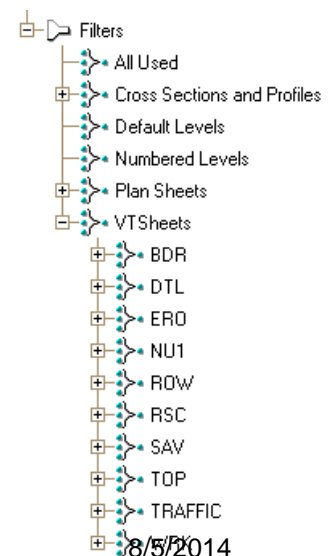 Filters
All Used
Cross Sections and Profiles
Default Levels
Numbered Levels
Plan Sheets
VTSheets
BDR
DTL
ERO
NU1
ROW
RSC
SAV
TOP
TRAFFIC
8/5/2014